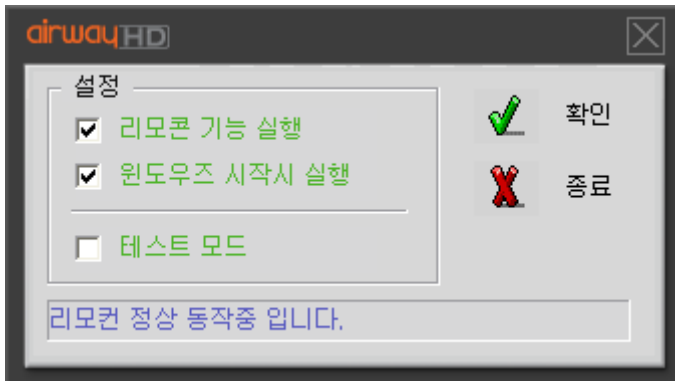 airwayHD
설정
리모콘 기능 실행
윈도우즈 시작시 실행
테스트 모드
확인
종료
리모컨 정상 동작중 입니다.